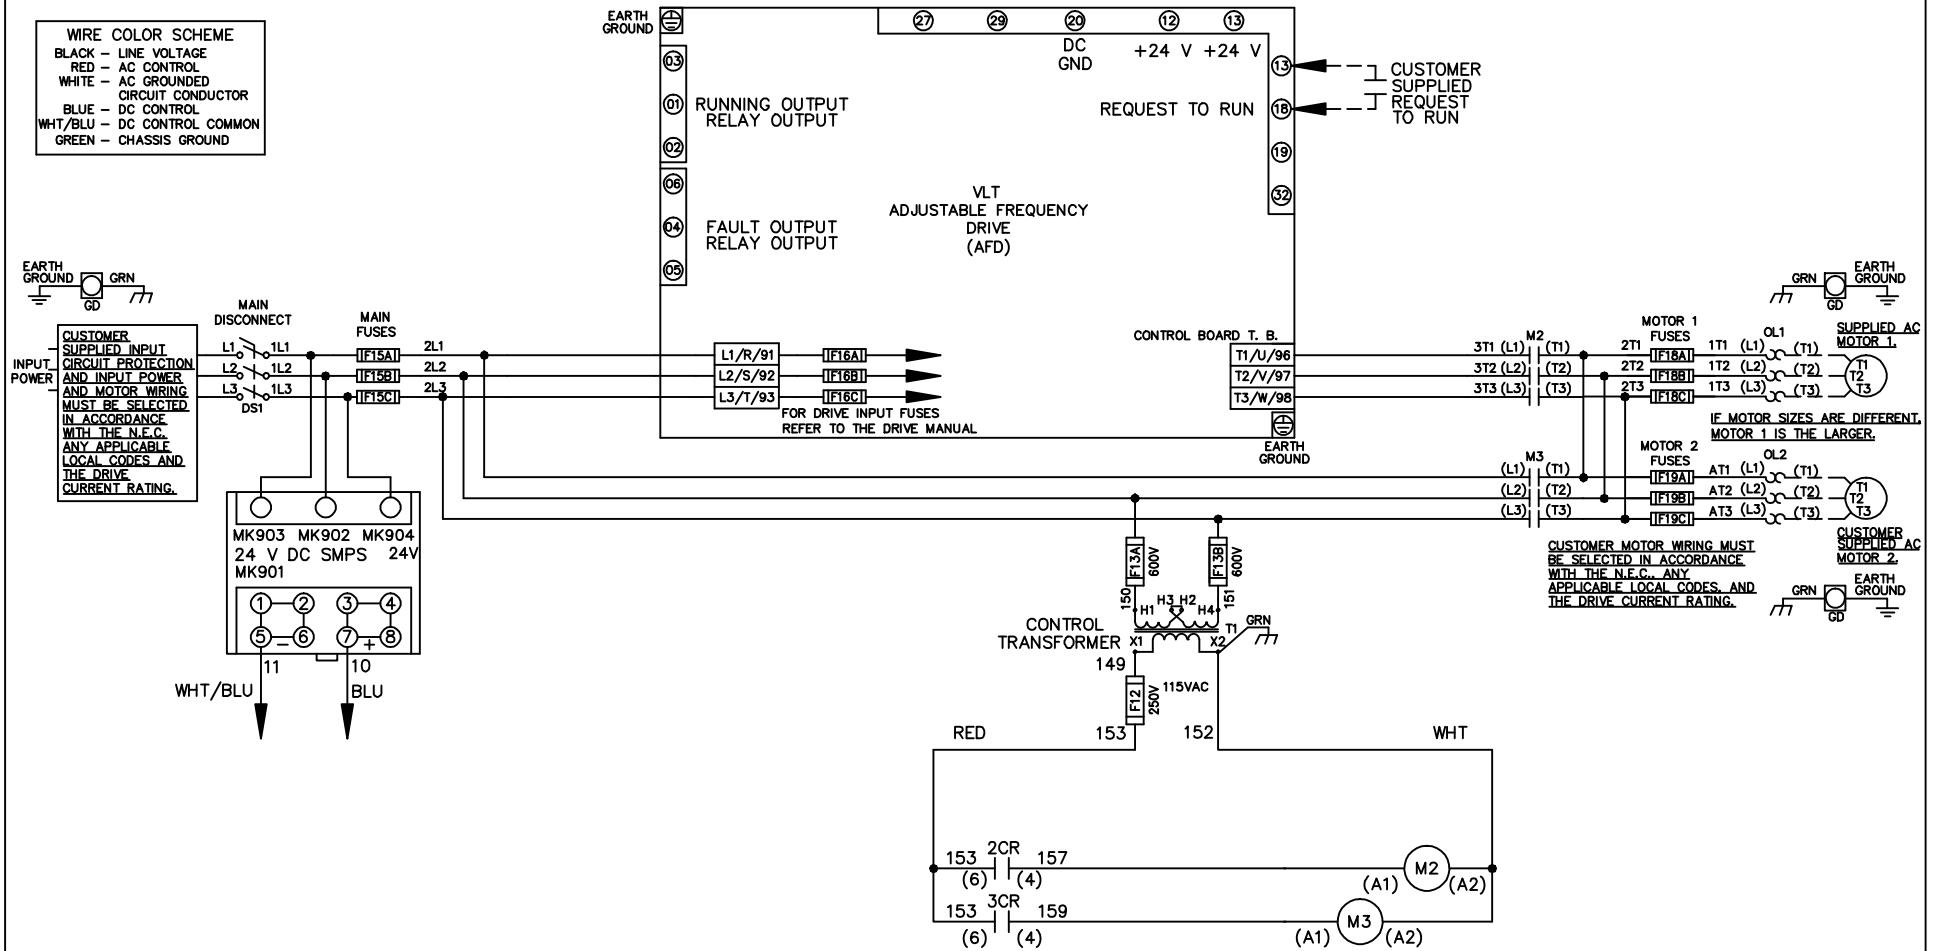 WIRE COLOR SCHEME
BLACK – LINE VOLTAGE
RED – AC CONTROL
WHITE – AC GROUNDED
CIRCUIT CONDUCTOR
BLUE – DC CONTROL
WHT/BLU – DC CONTROL COMMON
GREEN – CHASSIS GROUND
EARTH
GROUND
27 29 20 12 13
DC
GND
+24 V +24 V
03
01
02
RUNNING OUTPUT
RELAY OUTPUT
06
04
05
FAULT OUTPUT
RELAY OUTPUT
VLT
ADJUSTABLE FREQUENCY
DRIVE
(AFD)
REQUEST TO RUN
13
18
19
32
CUSTOMER
SUPPLIED
REQUEST
TO RUN
EARTH
GROUND
GRN
GD
INPUT
POWER
CUSTOMER
SUPPLIED INPUT
CIRCUIT PROTECTION
AND INPUT POWER
AND MOTOR WIRING
MUST BE SELECTED
IN ACCORDANCE
WITH THE N.E.C.
ANY APPLICABLE
LOCAL CODES AND
THE DRIVE
CURRENT RATING.
MAIN
DISCONNECT
L1 1L1
L2 1L2
L3 1L3
DS1
MAIN
FUSES
F15A 2L1
F15B 2L2
F15C 2L3
L1/R/91 F16A
L2/S/92 F16B
L3/T/93 F16C
FOR DRIVE INPUT FUSES
REFER TO THE DRIVE MANUAL
CONTROL BOARD T. B.
T1/U/96
T2/V/97
T3/W/98
EARTH
GROUND
M2
3T1 (L1) (T1)
3T2 (L2) (T2)
3T3 (L3) (T3)
MOTOR 1
FUSES
2T1 F18A 1T1 (L1) (T1)
2T2 F18B 1T2 (L2) (T2)
2T3 F18C 1T3 (L3) (T3)
OL1
T1
T2
T3
GRN
GD
EARTH
GROUND
SUPPLIED AC
MOTOR 1.
IF MOTOR SIZES ARE DIFFERENT,
MOTOR 1 IS THE LARGER.
M3
(L1) (T1)
(L2) (T2)
(L3) (T3)
MOTOR 2
FUSES
F19A AT1 (L1) (T1)
F19B AT2 (L2) (T2)
F19C AT3 (L3) (T3)
OL2
T1
T2
T3
CUSTOMER
SUPPLIED AC
MOTOR 2.
CUSTOMER MOTOR WIRING MUST
BE SELECTED IN ACCORDANCE
WITH THE N.E.C., ANY
APPLICABLE LOCAL CODES, AND
THE DRIVE CURRENT RATING.
GRN
GD
EARTH
GROUND
MK903 MK902 MK904
24 V DC SMPS 24V
MK901
1 2 3 4
5 – 6 7 + 8
11
10
WHT/BLU
BLU
F13A
600V
F13B
600V
150
151
H1 H3 H2 H4
CONTROL
TRANSFORMER
X1 X2
T1
GRN
149
F12
250V
115VAC
153
152
RED
WHT
153 2CR 157
(6) (4)
M2
(A1) (A2)
153 3CR 159
(6) (4)
M3
(A1) (A2)